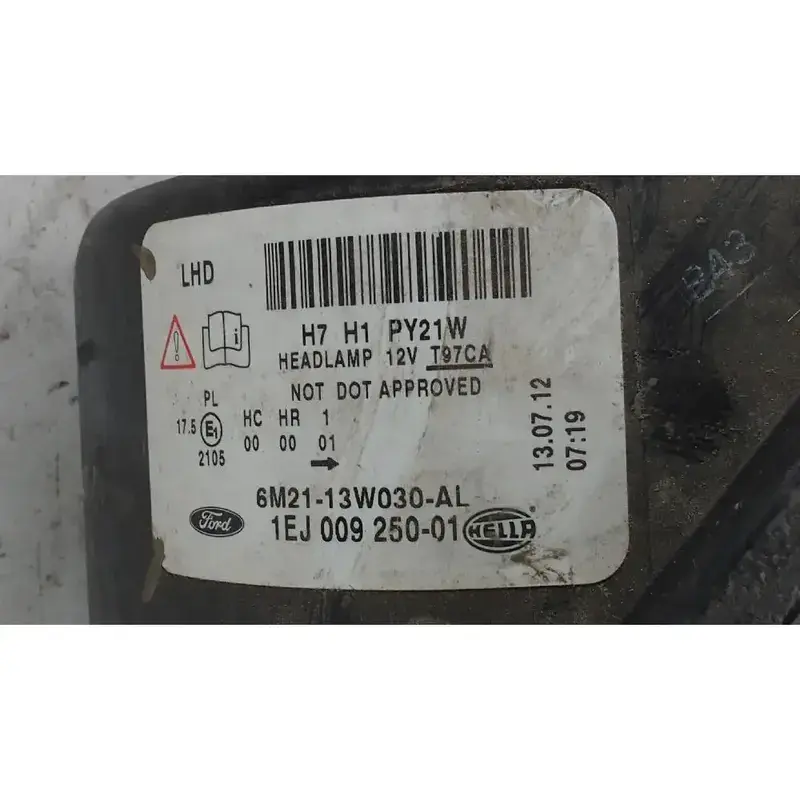 LHD
H7 H1 PY21W
HEADLAMP 12V T97CA
NOT DOT APPROVED
PL HC HR 1
17.5 E1 00 00 01
2105
13.07.12
07:19
6M21-13W030-AL
Ford
1EJ 009 250-01 HELLA